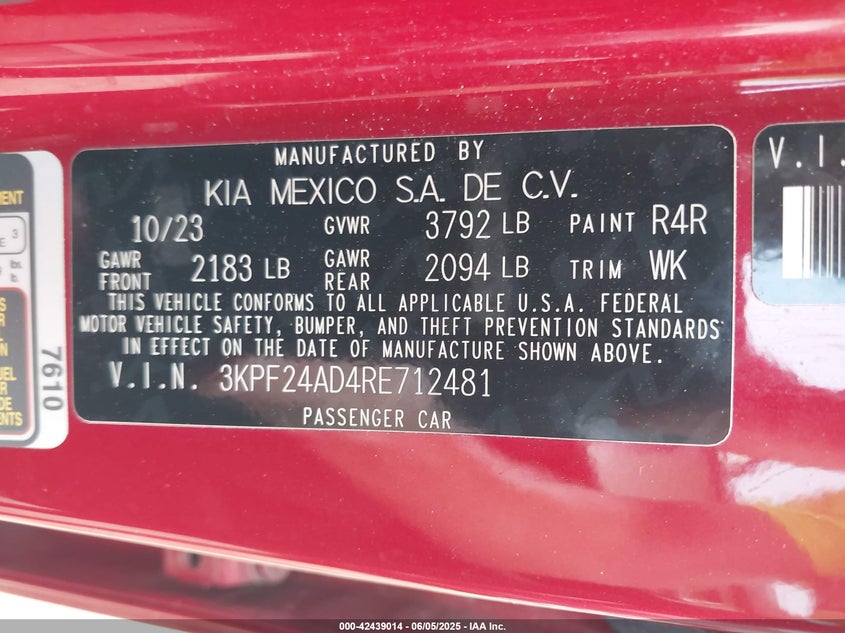 MANUFACTURED BY
KIA MEXICO S.A. DE C.V.
10/23 GVWR 3792 LB PAINT R4R
GAWR FRONT 2183 LB GAWR REAR 2094 LB TRIM WK
THIS VEHICLE CONFORMS TO ALL APPLICABLE U.S.A. FEDERAL
MOTOR VEHICLE SAFETY, BUMPER, AND THEFT PREVENTION STANDARDS
IN EFFECT ON THE DATE OF MANUFACTURE SHOWN ABOVE.
V.I.N. 3KPF24AD4RE712481
PASSENGER CAR
7610
V.I.
000-42439014 - 06/05/2025 - IAA Inc.